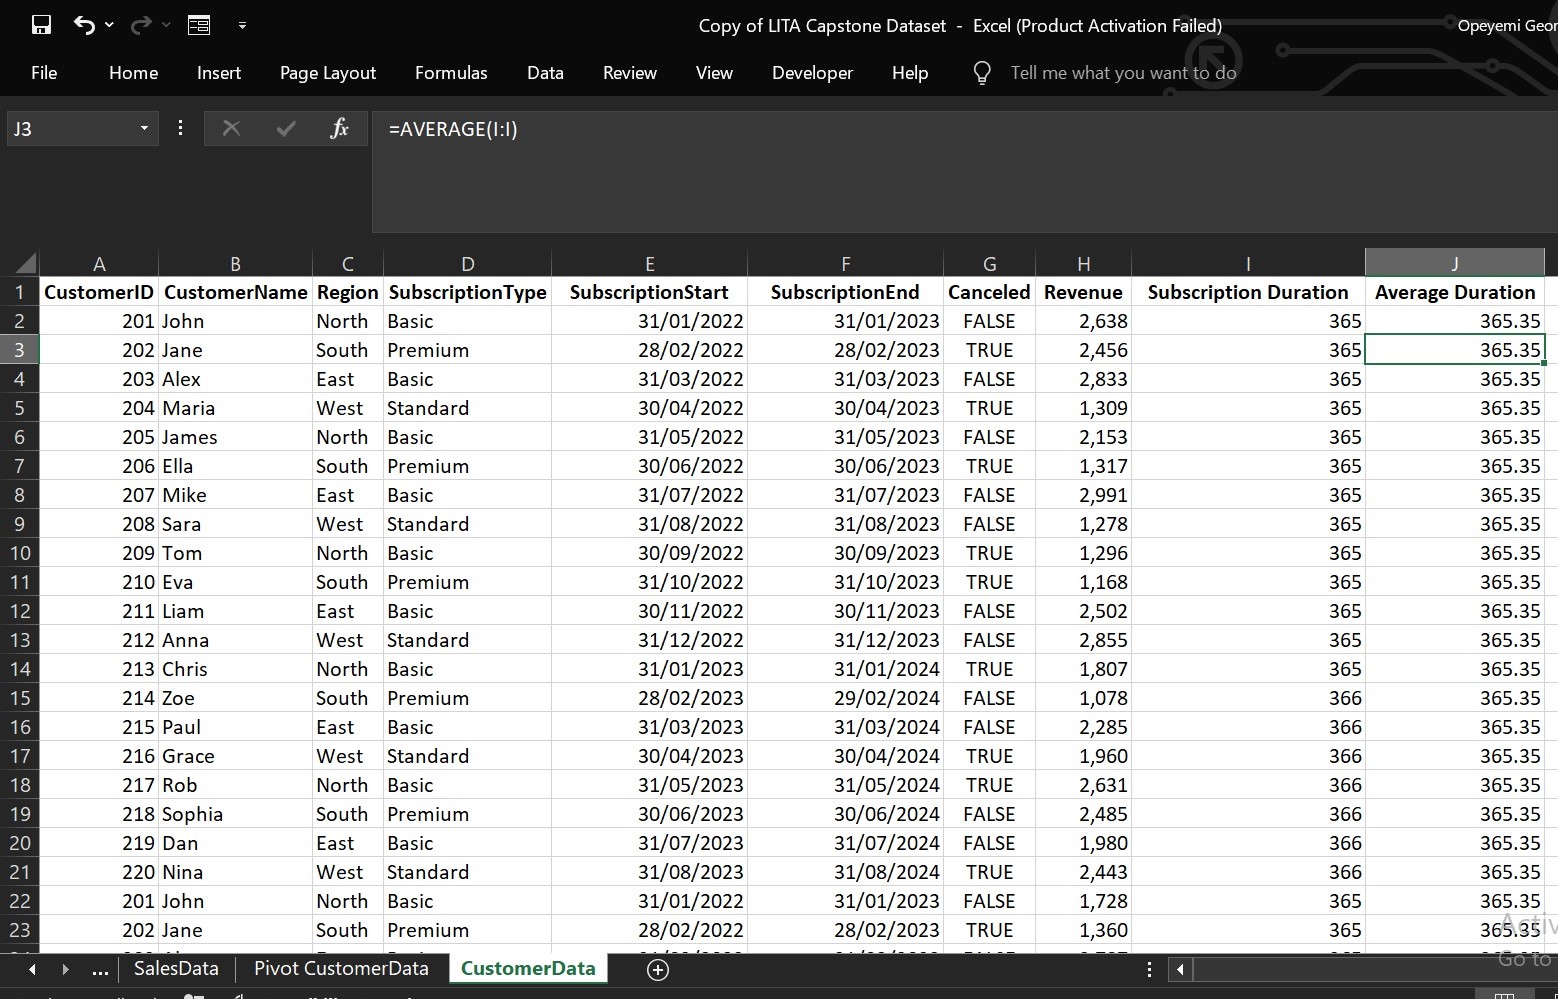 Copy of LITA Capstone Dataset - Excel (Product Activation Failed) Opeyemi Geor
File Home Insert Page Layout Formulas Data Review View Developer Help Tell me what you want to do
J3 fx =AVERAGE(I:I)
A B C D E F G H I J
1 CustomerID CustomerName Region SubscriptionType SubscriptionStart SubscriptionEnd Canceled Revenue Subscription Duration Average Duration
2 201 John North Basic 31/01/2022 31/01/2023 FALSE 2,638 365 365.35
3 202 Jane South Premium 28/02/2022 28/02/2023 TRUE 2,456 365 365.35
4 203 Alex East Basic 31/03/2022 31/03/2023 FALSE 2,833 365 365.35
5 204 Maria West Standard 30/04/2022 30/04/2023 TRUE 1,309 365 365.35
6 205 James North Basic 31/05/2022 31/05/2023 FALSE 2,153 365 365.35
7 206 Ella South Premium 30/06/2022 30/06/2023 TRUE 1,317 365 365.35
8 207 Mike East Basic 31/07/2022 31/07/2023 FALSE 2,991 365 365.35
9 208 Sara West Standard 31/08/2022 31/08/2023 FALSE 1,278 365 365.35
10 209 Tom North Basic 30/09/2022 30/09/2023 TRUE 1,296 365 365.35
11 210 Eva South Premium 31/10/2022 31/10/2023 TRUE 1,168 365 365.35
12 211 Liam East Basic 30/11/2022 30/11/2023 FALSE 2,502 365 365.35
13 212 Anna West Standard 31/12/2022 31/12/2023 FALSE 2,855 365 365.35
14 213 Chris North Basic 31/01/2023 31/01/2024 TRUE 1,807 365 365.35
15 214 Zoe South Premium 28/02/2023 29/02/2024 FALSE 1,078 366 365.35
16 215 Paul East Basic 31/03/2023 31/03/2024 FALSE 2,285 366 365.35
17 216 Grace West Standard 30/04/2023 30/04/2024 TRUE 1,960 366 365.35
18 217 Rob North Basic 31/05/2023 31/05/2024 TRUE 2,631 366 365.35
19 218 Sophia South Premium 30/06/2023 30/06/2024 FALSE 2,485 366 365.35
20 219 Dan East Basic 31/07/2023 31/07/2024 FALSE 1,980 366 365.35
21 220 Nina West Standard 31/08/2023 31/08/2024 TRUE 2,443 366 365.35
22 201 John North Basic 31/01/2022 31/01/2023 FALSE 1,728 365 365.35
23 202 Jane South Premium 28/02/2022 28/02/2023 TRUE 1,360 365 365.35
Activ
Go to
... SalesData Pivot CustomerData CustomerData